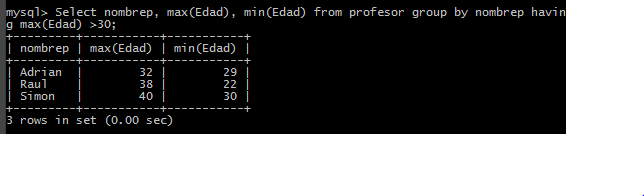 mysql> Select nombrep, max(Edad), min(Edad) from profesor group by nombrep havin
g max(Edad) >30;
+---------+-----------+-----------+
| nombrep | max(Edad) | min(Edad) |
+---------+-----------+-----------+
| Adrian  |        32 |        29 |
| Raul    |        38 |        22 |
| Simon   |        40 |        30 |
+---------+-----------+-----------+
3 rows in set (0.00 sec)